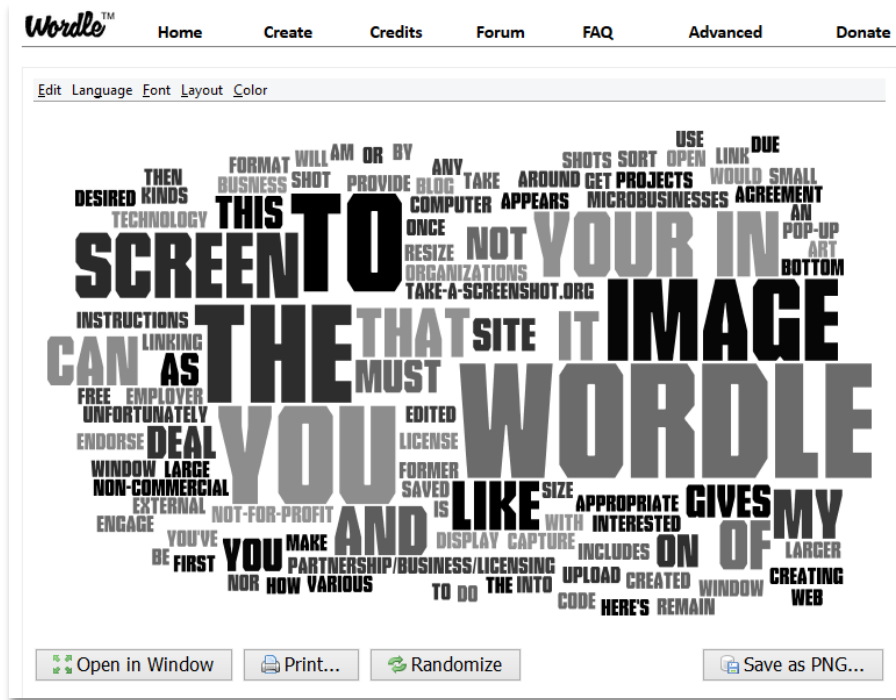 Wordle™ Home Create Credits Forum FAQ Advanced Donate
Edit Language Font Layout Color
USE DUE
FORMAT WILL AM OR BY ANY SHOTS SORT OPEN LINK
THEN BUSNESS SHOT PROVIDE BLOG TAKE AROUND GET PROJECTS WOULD SMALL
DESIRED KINDS COMPUTER APPEARS MICROBUSINESSES AGREEMENT
TECHNOLOGY THIS TO ONCE NOT YOUR IN AN
SCREEN RESIZE POP-UP
ART
ORGANIZATIONS BOTTOM
TAKE-A-SCREENSHOT.ORG
INSTRUCTIONS THE THAT SITE IT IMAGE
CAN LINKING
AS MUST WORDLE
FREE EMPLOYER
UNFORTUNATELY YOU EDITED
ENDORSE DEAL LICENSE
WINDOW LARGE FORMER
NON-COMMERCIAL SAVED LIKE SIZE APPROPRIATE GIVES MY
EXTERNAL NOT-FOR-PROFIT IS
ENGAGE AND WITH INTERESTED OF
YOU'VE YOU MAKE DISPLAY CAPTURE INCLUDES ON LARGER
BE FIRST PARTNERSHIP/BUSINESS/LICENSING
NOR HOW VARIOUS TO DO THE INTO UPLOAD CREATED WINDOW CREATING
CODE HERE'S REMAIN WEB
Open in Window Print... Randomize Save as PNG...